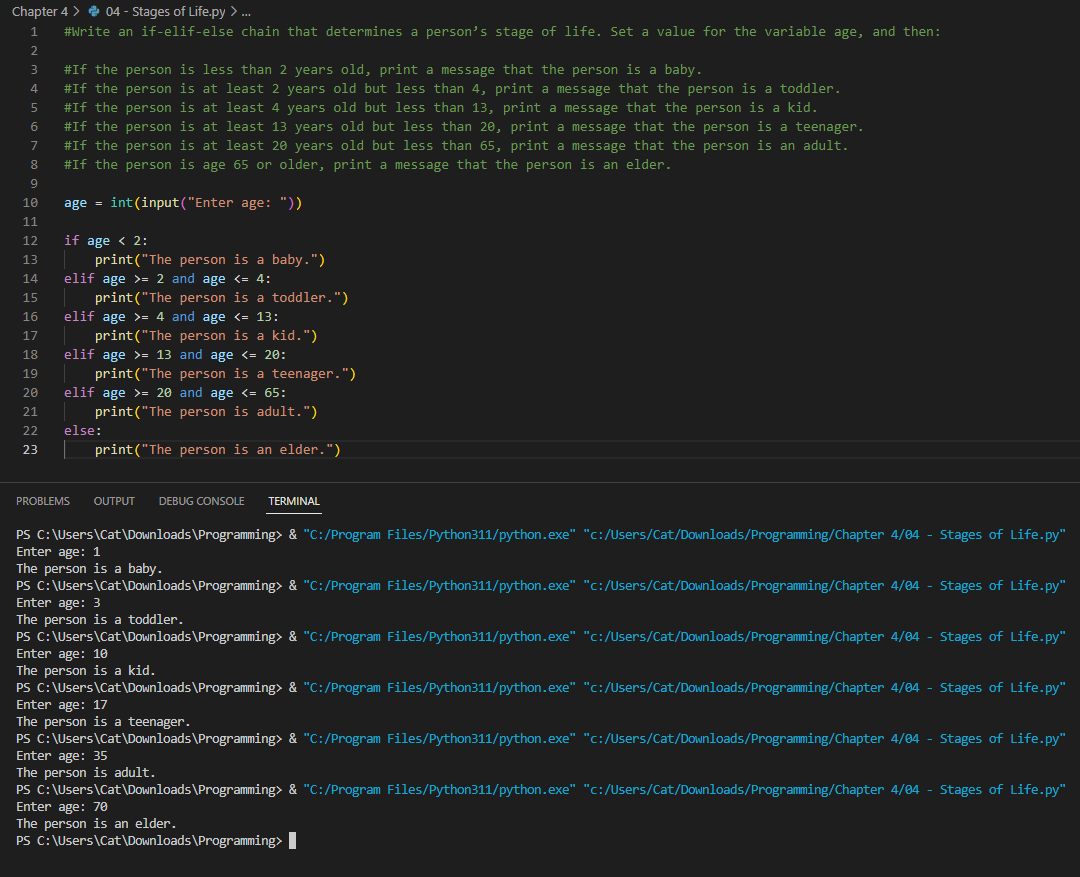 Chapter 4 > 04 - Stages of Life.py > ...
1 #Write an if-elif-else chain that determines a person’s stage of life. Set a value for the variable age, and then:
2
3 #If the person is less than 2 years old, print a message that the person is a baby.
4 #If the person is at least 2 years old but less than 4, print a message that the person is a toddler.
5 #If the person is at least 4 years old but less than 13, print a message that the person is a kid.
6 #If the person is at least 13 years old but less than 20, print a message that the person is a teenager.
7 #If the person is at least 20 years old but less than 65, print a message that the person is an adult.
8 #If the person is age 65 or older, print a message that the person is an elder.
9
10 age = int(input("Enter age: "))
11
12 if age < 2:
13     print("The person is a baby.")
14 elif age >= 2 and age <= 4:
15     print("The person is a toddler.")
16 elif age >= 4 and age <= 13:
17     print("The person is a kid.")
18 elif age >= 13 and age <= 20:
19     print("The person is a teenager.")
20 elif age >= 20 and age <= 65:
21     print("The person is adult.")
22 else:
23     print("The person is an elder.")
PROBLEMS OUTPUT DEBUG CONSOLE TERMINAL
PS C:\Users\Cat\Downloads\Programming> & "C:/Program Files/Python311/python.exe" "c:/Users/Cat/Downloads/Programming/Chapter 4/04 - Stages of Life.py"
Enter age: 1
The person is a baby.
PS C:\Users\Cat\Downloads\Programming> & "C:/Program Files/Python311/python.exe" "c:/Users/Cat/Downloads/Programming/Chapter 4/04 - Stages of Life.py"
Enter age: 3
The person is a toddler.
PS C:\Users\Cat\Downloads\Programming> & "C:/Program Files/Python311/python.exe" "c:/Users/Cat/Downloads/Programming/Chapter 4/04 - Stages of Life.py"
Enter age: 10
The person is a kid.
PS C:\Users\Cat\Downloads\Programming> & "C:/Program Files/Python311/python.exe" "c:/Users/Cat/Downloads/Programming/Chapter 4/04 - Stages of Life.py"
Enter age: 17
The person is a teenager.
PS C:\Users\Cat\Downloads\Programming> & "C:/Program Files/Python311/python.exe" "c:/Users/Cat/Downloads/Programming/Chapter 4/04 - Stages of Life.py"
Enter age: 35
The person is adult.
PS C:\Users\Cat\Downloads\Programming> & "C:/Program Files/Python311/python.exe" "c:/Users/Cat/Downloads/Programming/Chapter 4/04 - Stages of Life.py"
Enter age: 70
The person is an elder.
PS C:\Users\Cat\Downloads\Programming>